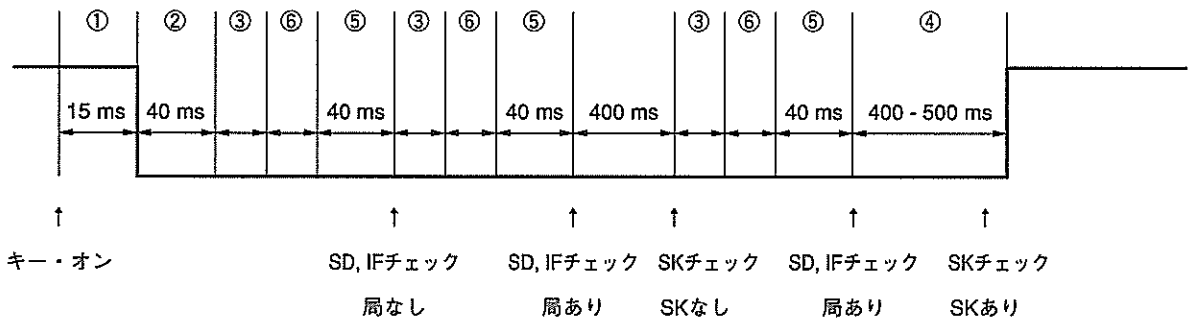 ① ② ③ ⑥ ⑤ ③ ⑥ ⑤ ③ ⑥ ⑤ ④
15 ms 40 ms 40 ms 40 ms 400 ms 40 ms 400 - 500 ms
↑ ↑ ↑ ↑ ↑ ↑
キー・オン SD, IFチェック SD, IFチェック SKチェック SD, IFチェック SKチェック
局なし 局あり SKなし 局あり SKあり